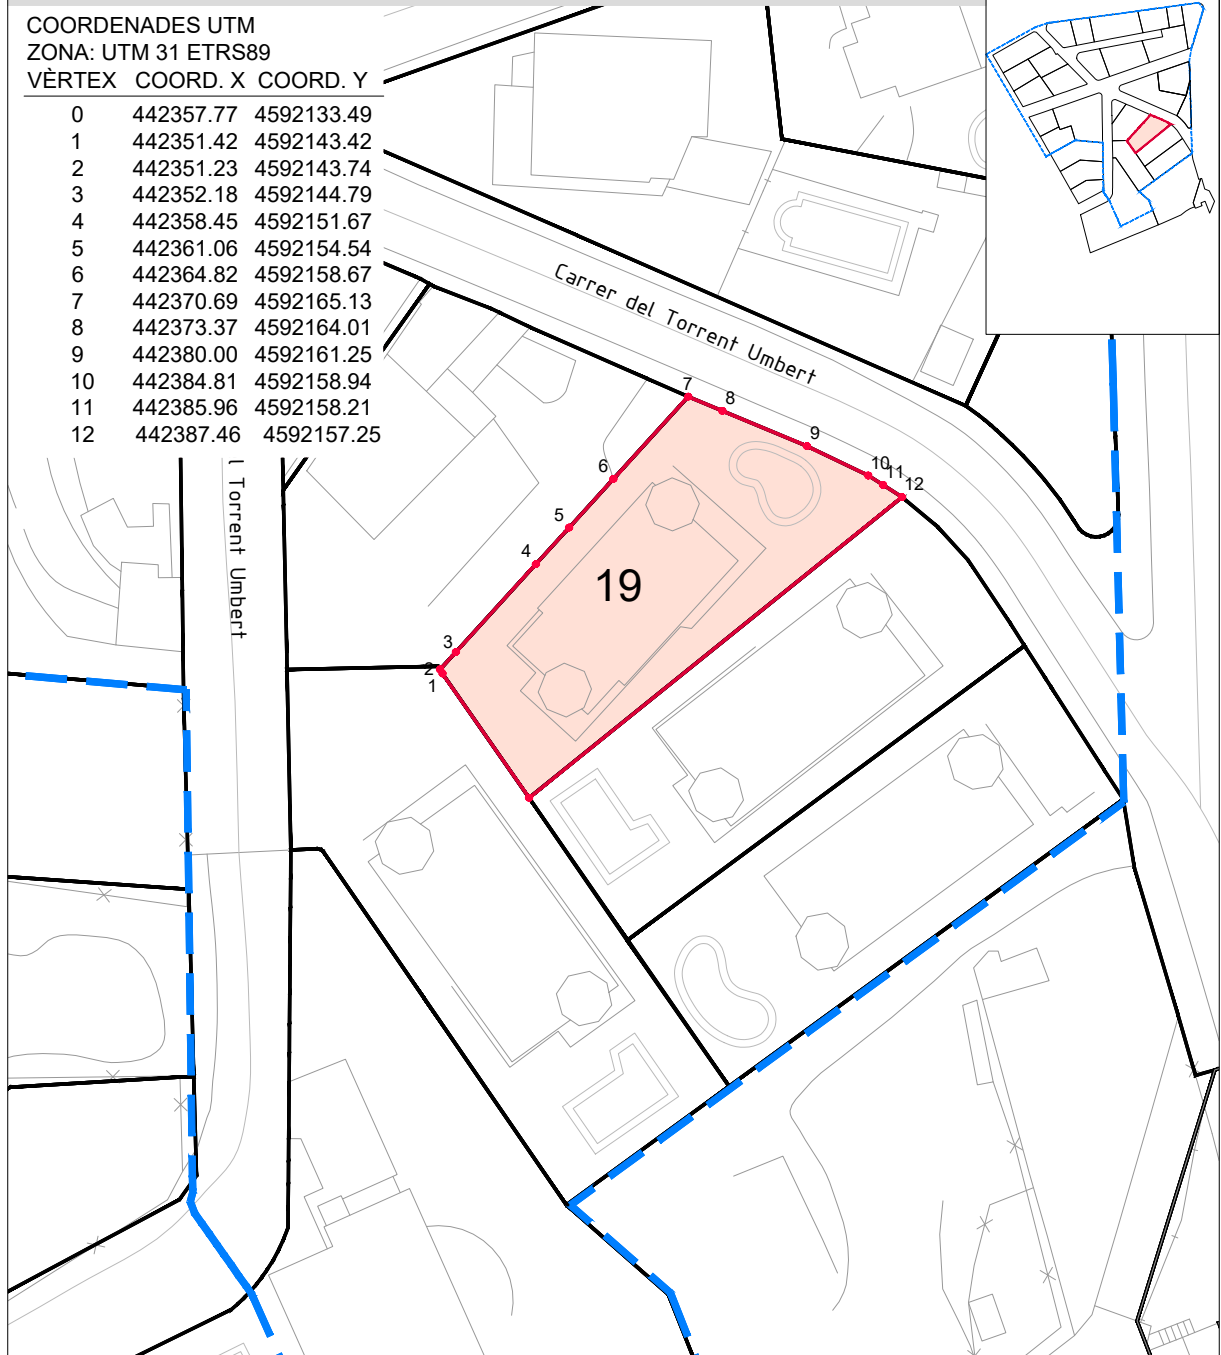 COORDENADES UTM
ZONA: UTM 31 ETRS89
VÈRTEX COORD. X COORD. Y
0 442357.77 4592133.49
1 442351.42 4592143.42
2 442351.23 4592143.74
3 442352.18 4592144.79
4 442358.45 4592151.67
5 442361.06 4592154.54
6 442364.82 4592158.67
7 442370.69 4592165.13
8 442373.37 4592164.01
9 442380.00 4592161.25
10 442384.81 4592158.94
11 442385.96 4592158.21
12 442387.46 4592157.25
Carrer del Torrent Umbert
7
8
9
10
11
12
6
5
4
3
2
1
19
l Torrent Umbert